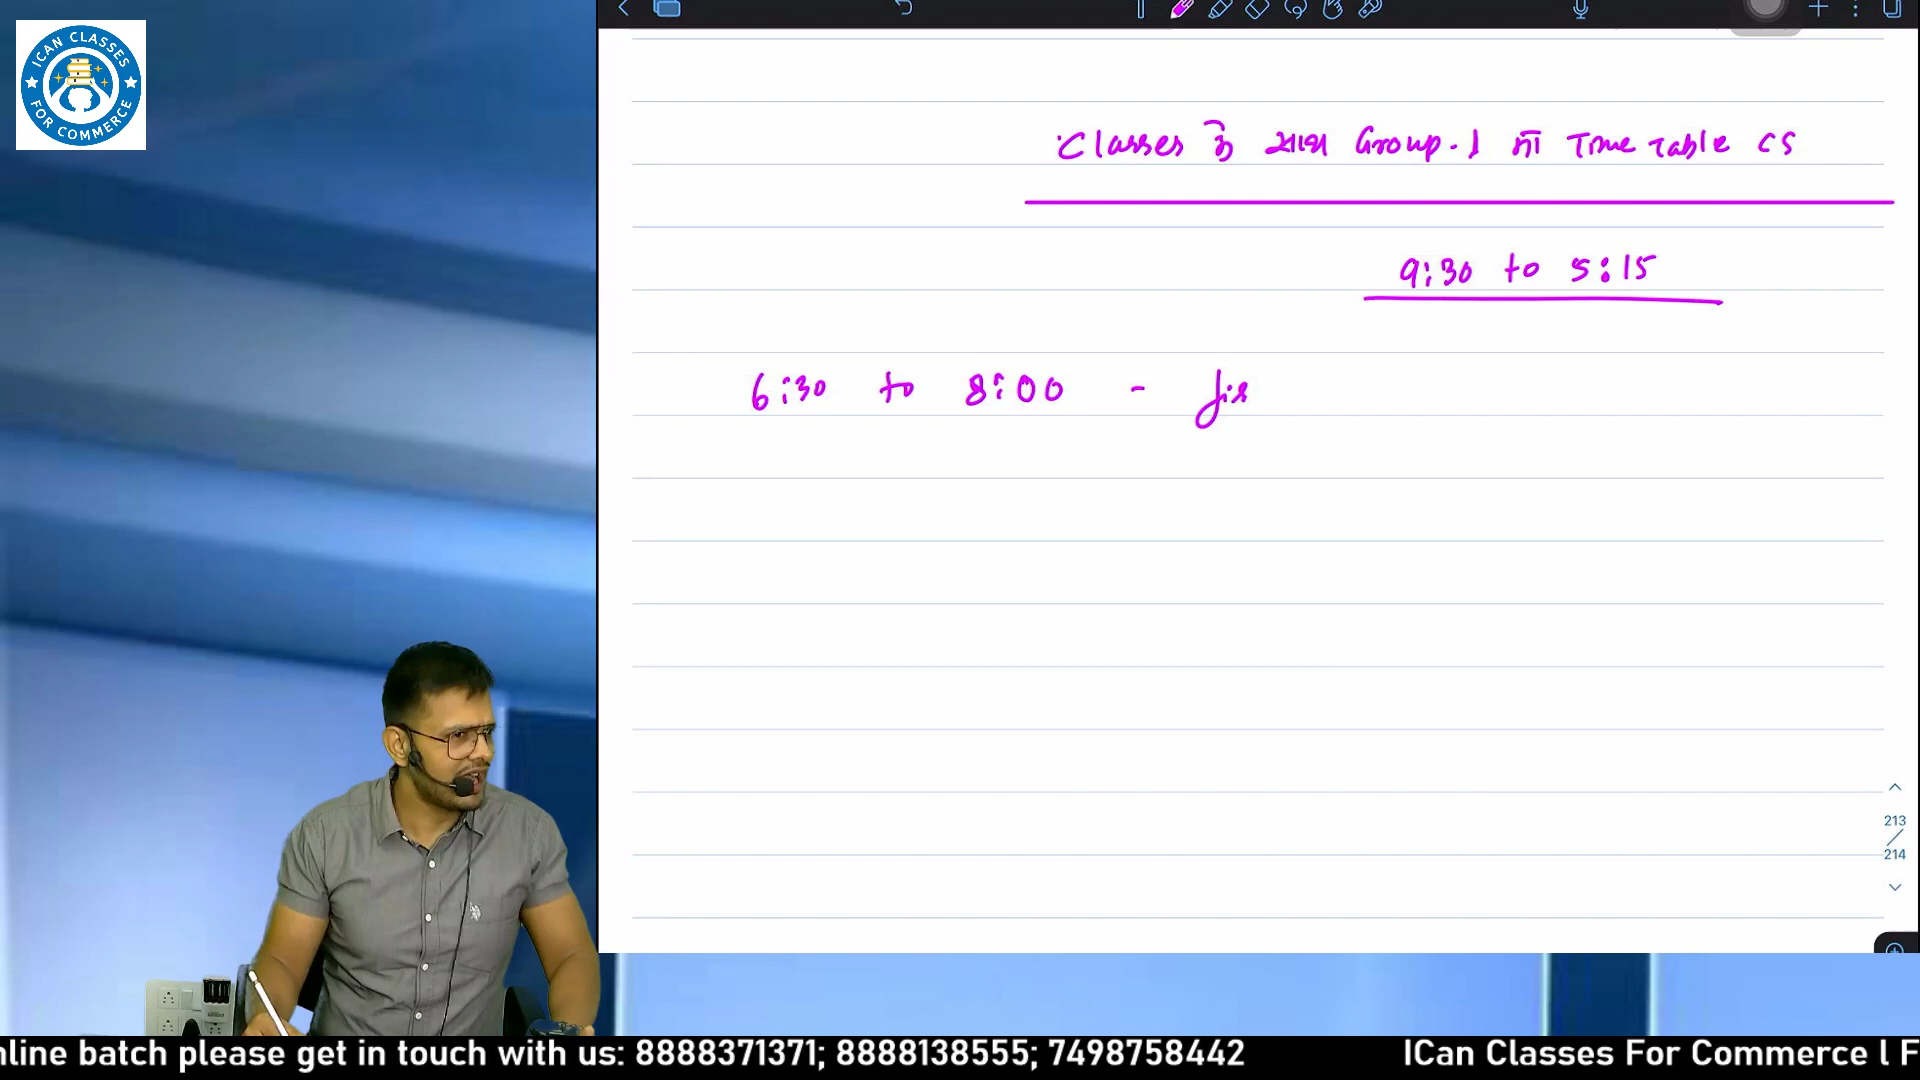 ICAN CLASSES
FOR COMMERCE
Classes के साथ Group-1 का Time Table CS
9:30 to 5:15
6:30 to 8:00 - fir
213
214
nline batch please get in touch with us: 8888371371; 8888138555; 7498758442 ICan Classes For Commerce l F